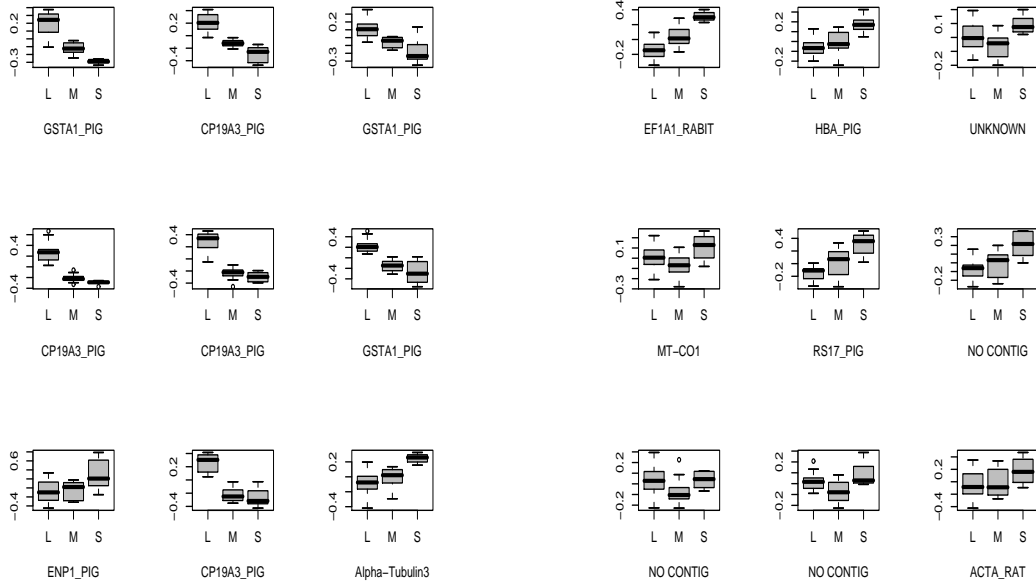 0.2 −0.3 L M S GSTA1_PIG
0.2 −0.4 L M S CP19A3_PIG
0.2 −0.3 L M S GSTA1_PIG
0.4 −0.2 L M S EF1A1_RABIT
0.2 −0.2 L M S HBA_PIG
0.1 −0.2 L M S UNKNOWN
0.4 −0.4 L M S CP19A3_PIG
0.4 −0.4 L M S CP19A3_PIG
0.4 −0.4 L M S GSTA1_PIG
0.1 −0.3 L M S MT−CO1
0.4 −0.2 L M S RS17_PIG
0.3 −0.2 L M S NO CONTIG
0.6 −0.4 L M S ENP1_PIG
0.2 −0.4 L M S CP19A3_PIG
0.2 −0.4 L M S Alpha−Tubulin3
0.2 −0.2 L M S NO CONTIG
0.2 −0.2 L M S NO CONTIG
0.2 −0.4 L M S ACTA_RAT